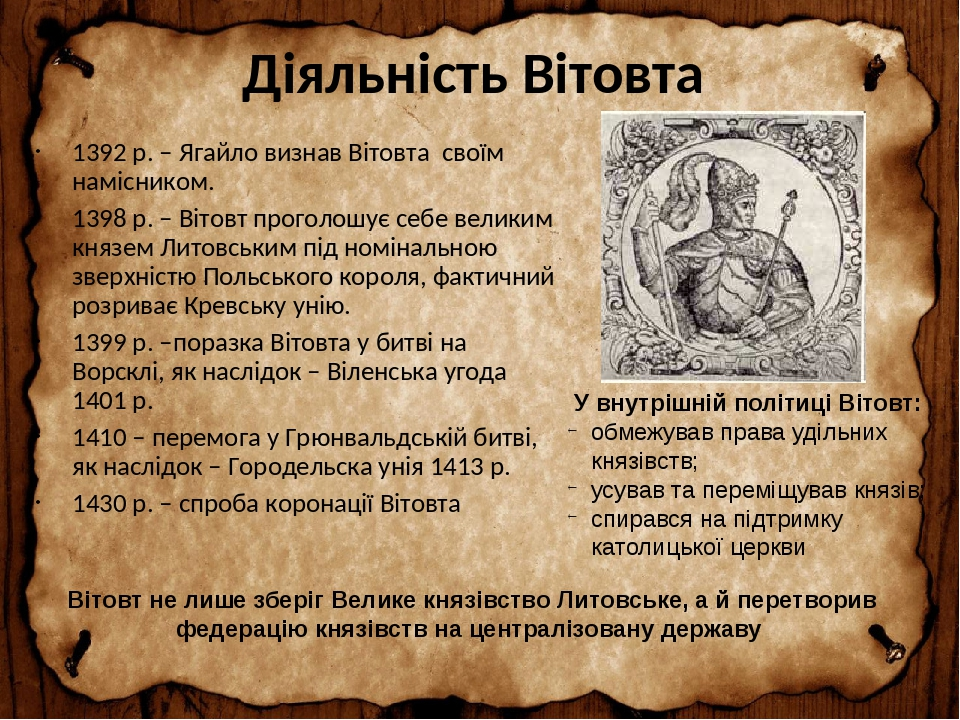 Діяльність Вітовта
1392 р. – Ягайло визнав Вітовта своїм
намісником.
1398 р. – Вітовт проголошує себе великим
князем Литовським під номінальною
зверхністю Польського короля, фактичний
розриває Кревську унію.
1399 р. –поразка Вітовта у битві на
Ворсклі, як наслідок – Віленська угода
1401 р.
1410 – перемога у Грюнвальдській битві,
як наслідок – Городельска унія 1413 р.
1430 р. – спроба коронації Вітовта
У внутрішній політиці Вітовт:
– обмежував права удільних
князівств;
– усував та переміщував князів;
– спирався на підтримку
католицької церкви
Вітовт не лише зберіг Велике князівство Литовське, а й перетворив
федерацію князівств на централізовану державу